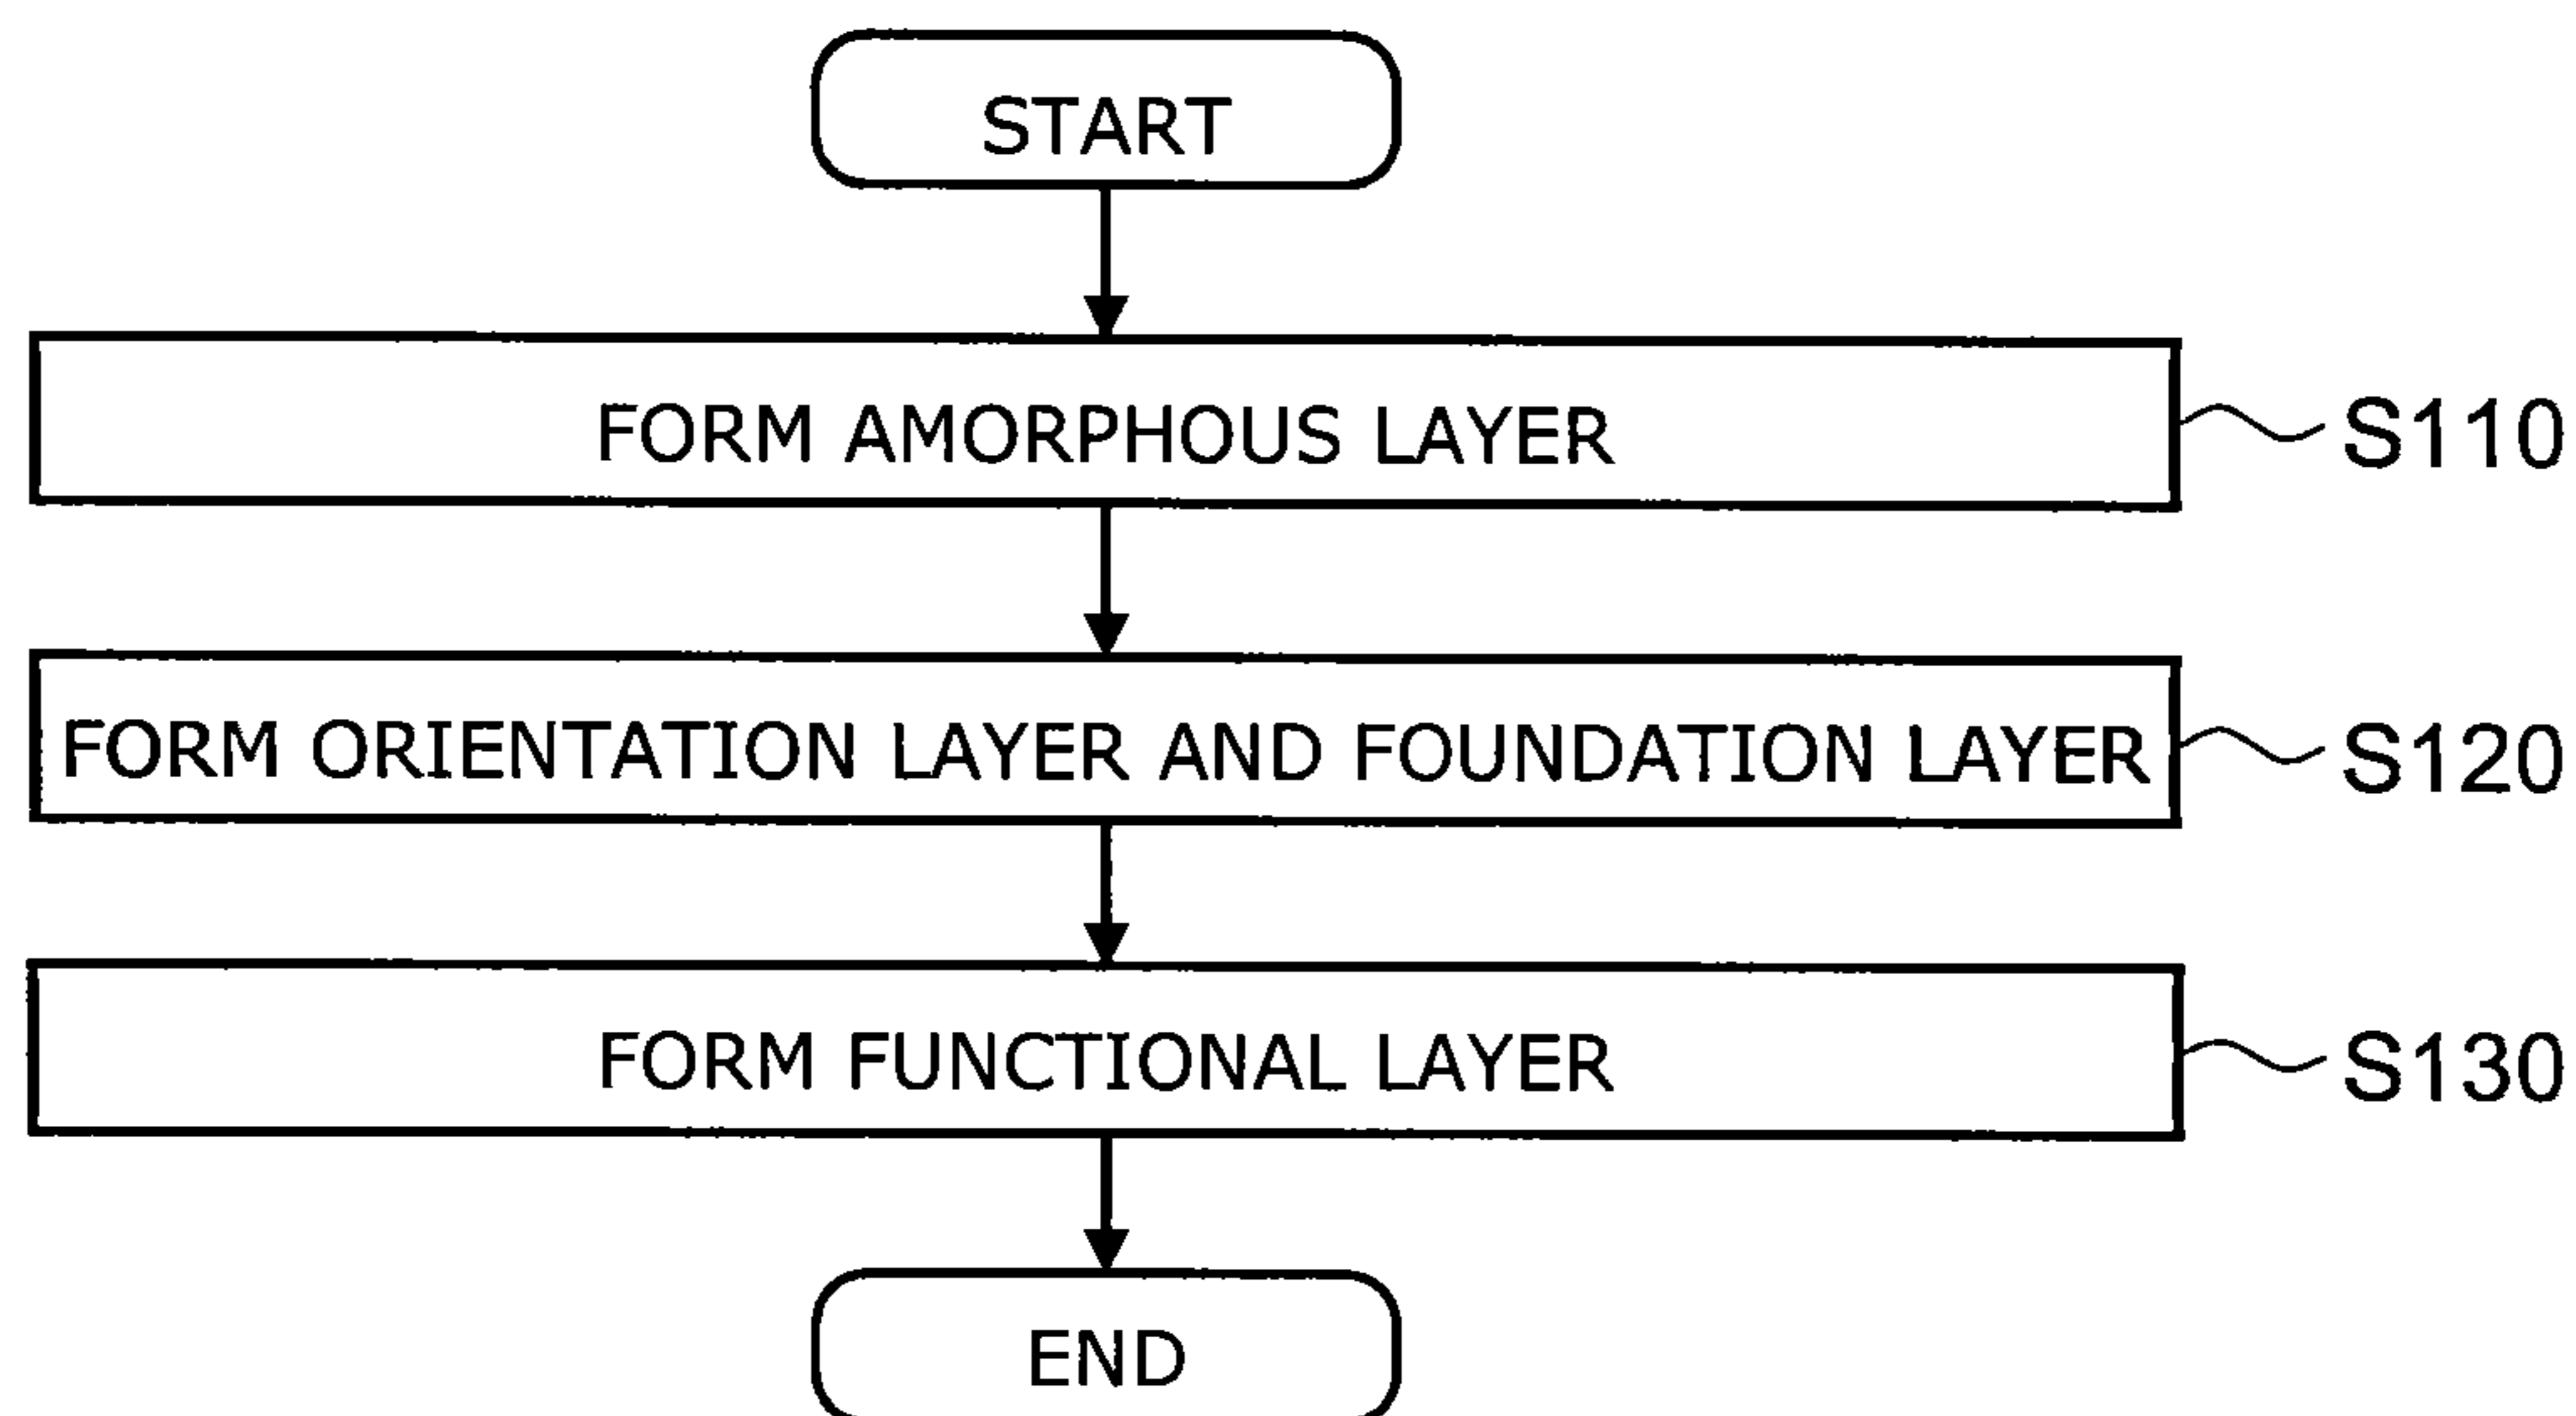 START
FORM AMORPHOUS LAYER S110
FORM ORIENTATION LAYER AND FOUNDATION LAYER S120
FORM FUNCTIONAL LAYER S130
END